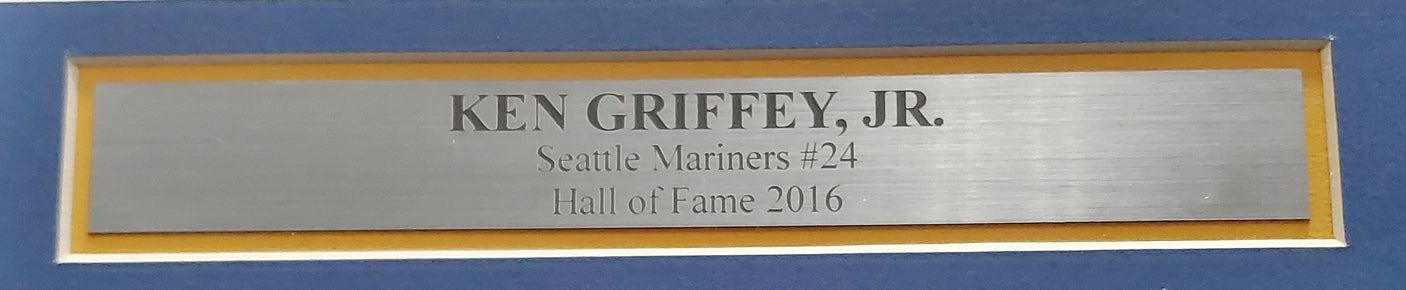 KEN GRIFFEY, JR.
Seattle Mariners #24
Hall of Fame 2016